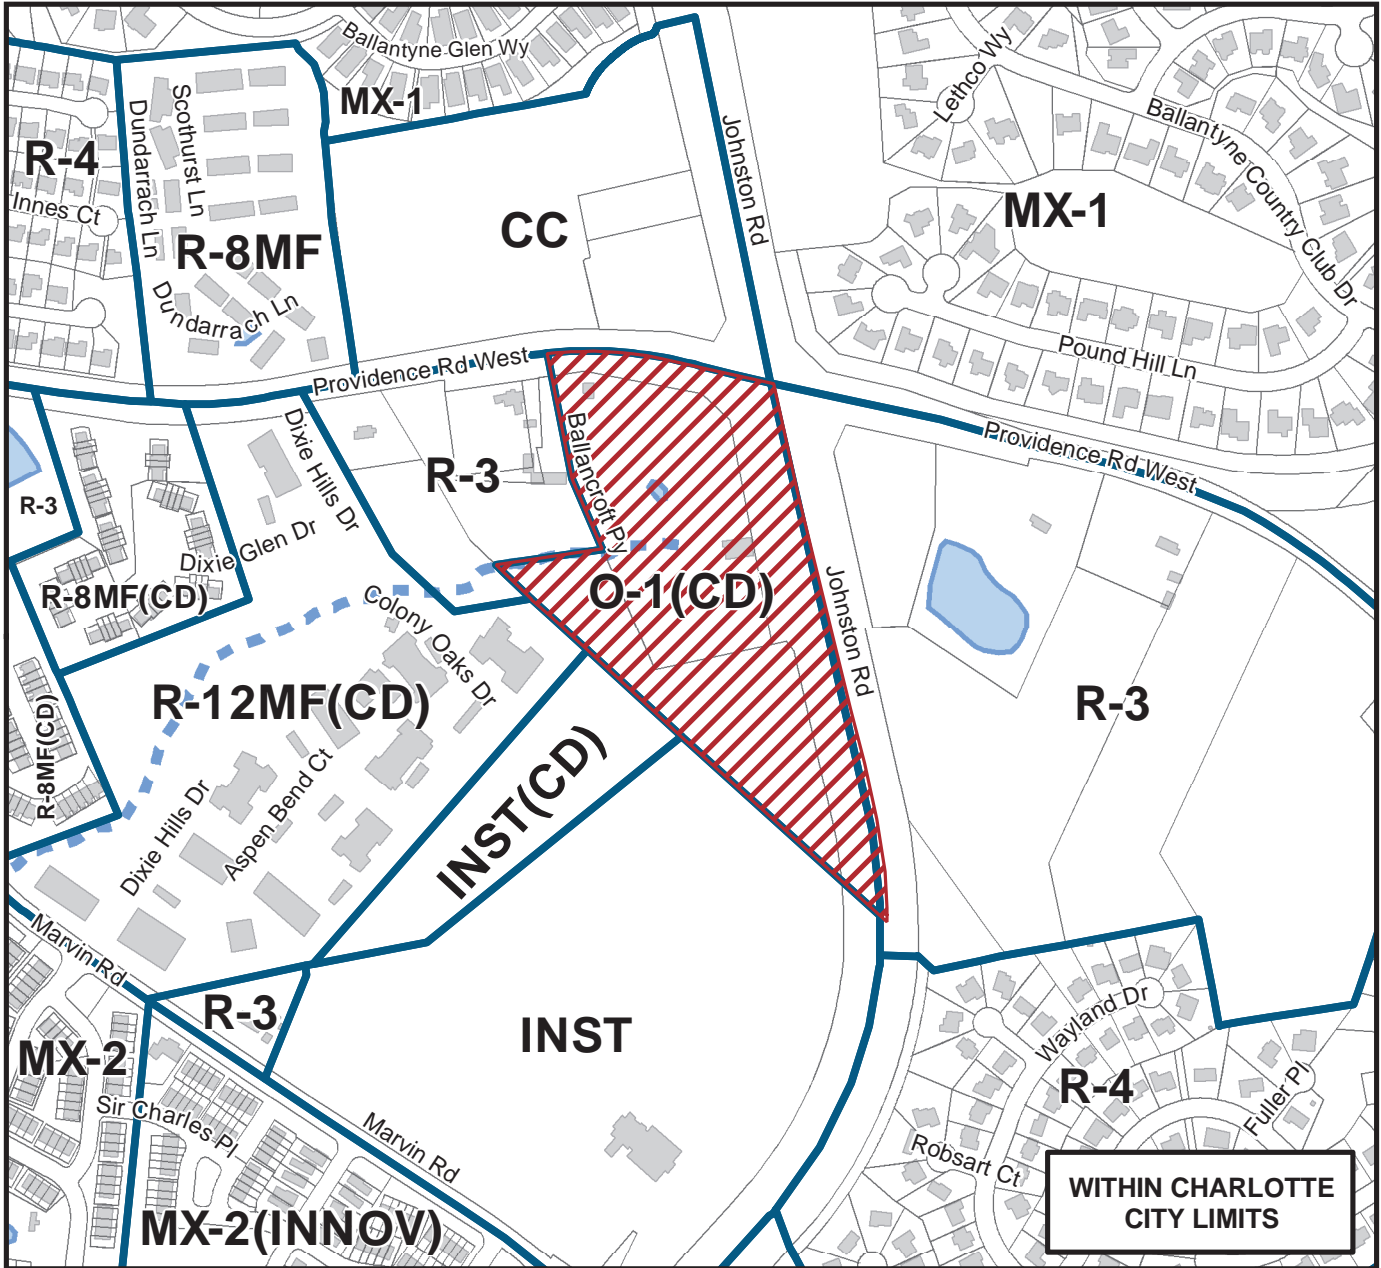 Ballantyne Glen Wy
MX-1
Lethco Wy
Ballantyne Country Club Dr
Scothurst Ln
Dundarrach Ln
R-4
Innes Ct
Johnston Rd
CC
MX-1
R-8MF
Dundarrach Ln
Pound Hill Ln
Providence Rd West
Providence Rd West
Dixie Hills Dr
Ballancroft Py
R-3
R-3
Dixie Glen Dr
R-8MF(CD)
Colony Oaks Dr
O-1(CD)
Johnston Rd
R-12MF(CD)
R-3
R-8MF(CD)
INST(CD)
Dixie Hills Dr
Aspen Bend Ct
Marvin Rd
R-3
INST
Wayland Dr
MX-2
R-4
Fuller Pl
Sir Charles Pl
Marvin Rd
Robsart Ct
MX-2(INNOV)
WITHIN CHARLOTTE
CITY LIMITS